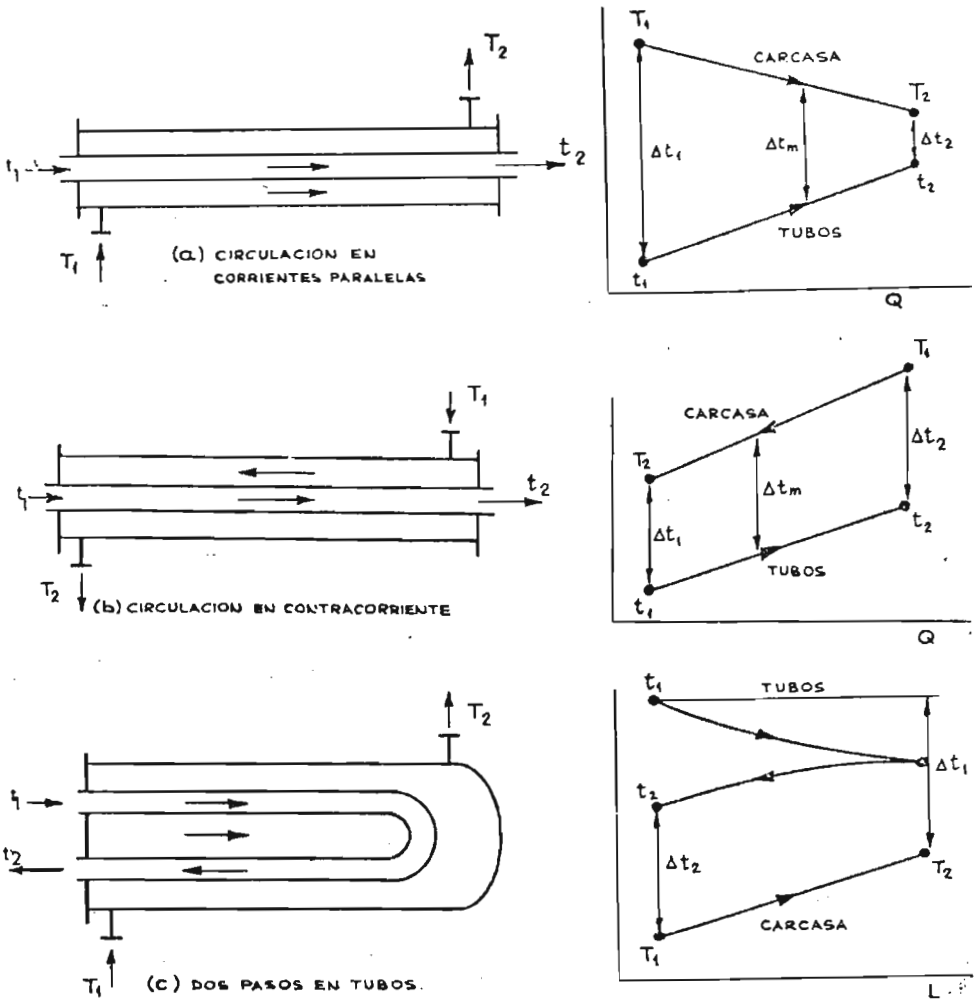 T₂
t₁
t₂
T₁
(a) CIRCULACION EN
CORRIENTES PARALELAS
T₁
CARCASA
T₂
Δt₁
Δtm
Δt₂
t₂
TUBOS
t₁
Q
T₁
t₁
t₂
T₂
(b) CIRCULACION EN CONTRACORRIENTE
T₁
CARCASA
T₂
Δt₂
Δtm
Δt₁
t₂
TUBOS
t₁
Q
T₂
t₁
t₂
T₁
(C) DOS PASOS EN TUBOS.
t₁
TUBOS
Δt₁
t₂
Δt₂
T₂
CARCASA
T₁
L